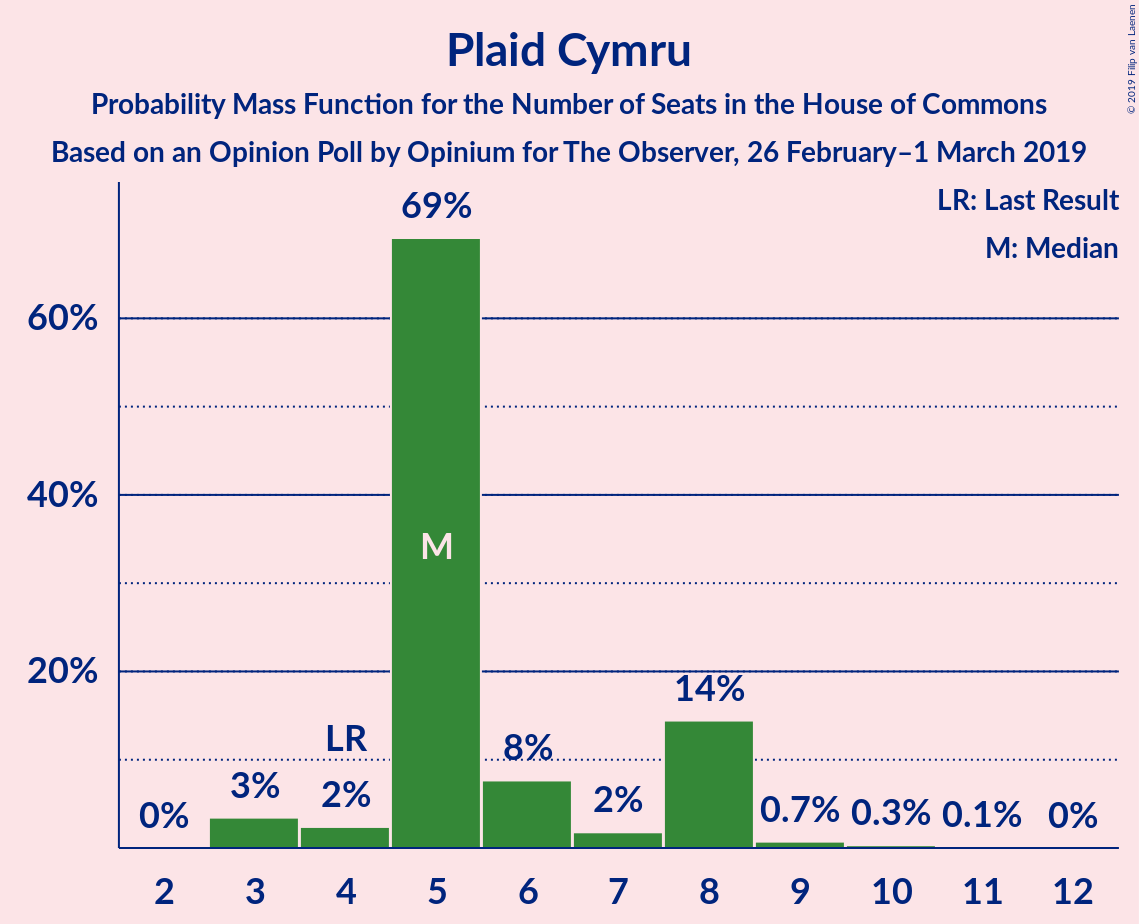 Plaid Cymru
Probability Mass Function for the Number of Seats in the House of Commons
Based on an Opinion Poll by Opinium for The Observer, 26 February–1 March 2019
© 2019 Filip van Laenen
LR: Last Result
M: Median
69%
60%
40%
M
20%
14%
LR
8%
3%
2%
2%
0%
0.7%
0.3%
0.1%
0%
2 3 4 5 6 7 8 9 10 11 12